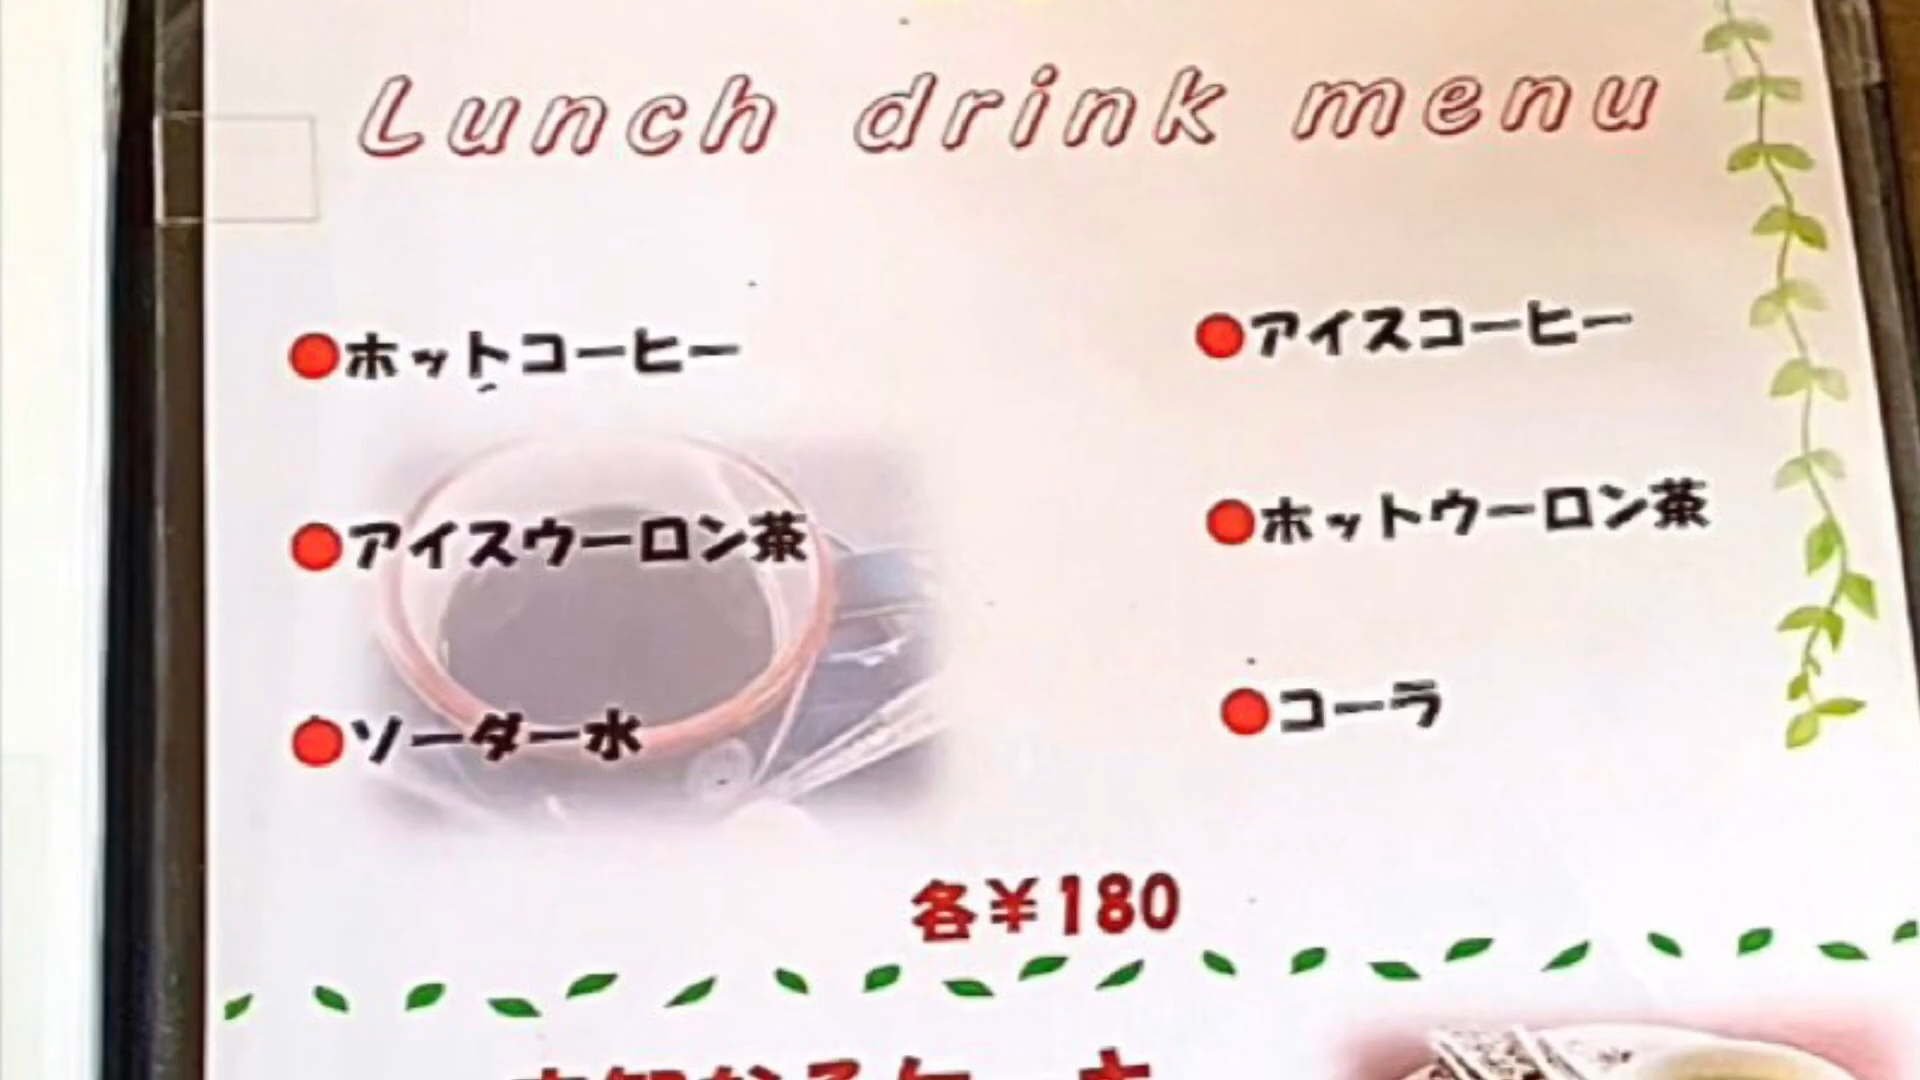 Lunch drink menu
●ホットコーヒー
●アイスコーヒー
●アイスウーロン茶
●ホットウーロン茶
●ソーダー水
●コーラ
各¥180